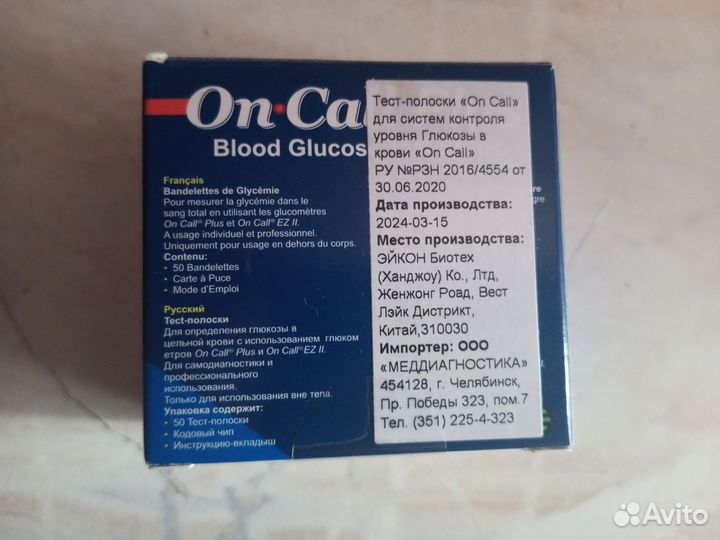 On Cal
Blood Glucos
Français
Bandelettes de Glycémie
Pour mesurer la glycémie dans le
sang total en utilisant les glucomètres
On Call® Plus et On Call® EZ II.
A usage individuel et professionnel.
Uniquement pour usage en dehors du corps.
Contenu:
• 50 Bandelettes
• Carte à Puce
• Mode d'Emploi
Русский
Тест-полоски
Для определения глюкозы в
цельной крови с использованием глюком
етров On Call® Plus и On Call® EZ II.
Для самодиагностики и
профессионального
использования.
Только для использования вне тела.
Упаковка содержит:
• 50 Тест-полоски
• Кодовый чип
• Инструкцию-вкладыш
Тест-полоски «On Call»
для систем контроля
уровня Глюкозы в
крови «On Call»
РУ №РЗН 2016/4554 от
30.06.2020
Дата производства:
2024-03-15
Место производства:
ЭЙКОН Биотех
(Ханджоу) Ко., Лтд,
Женжонг Роад, Вест
Лэйк Дистрикт,
Китай,310030
Импортер: ООО
«МЕДДИАГНОСТИКА»
454128, г. Челябинск,
Пр. Победы 323, пом.7
Тел. (351) 225-4-323
Avito